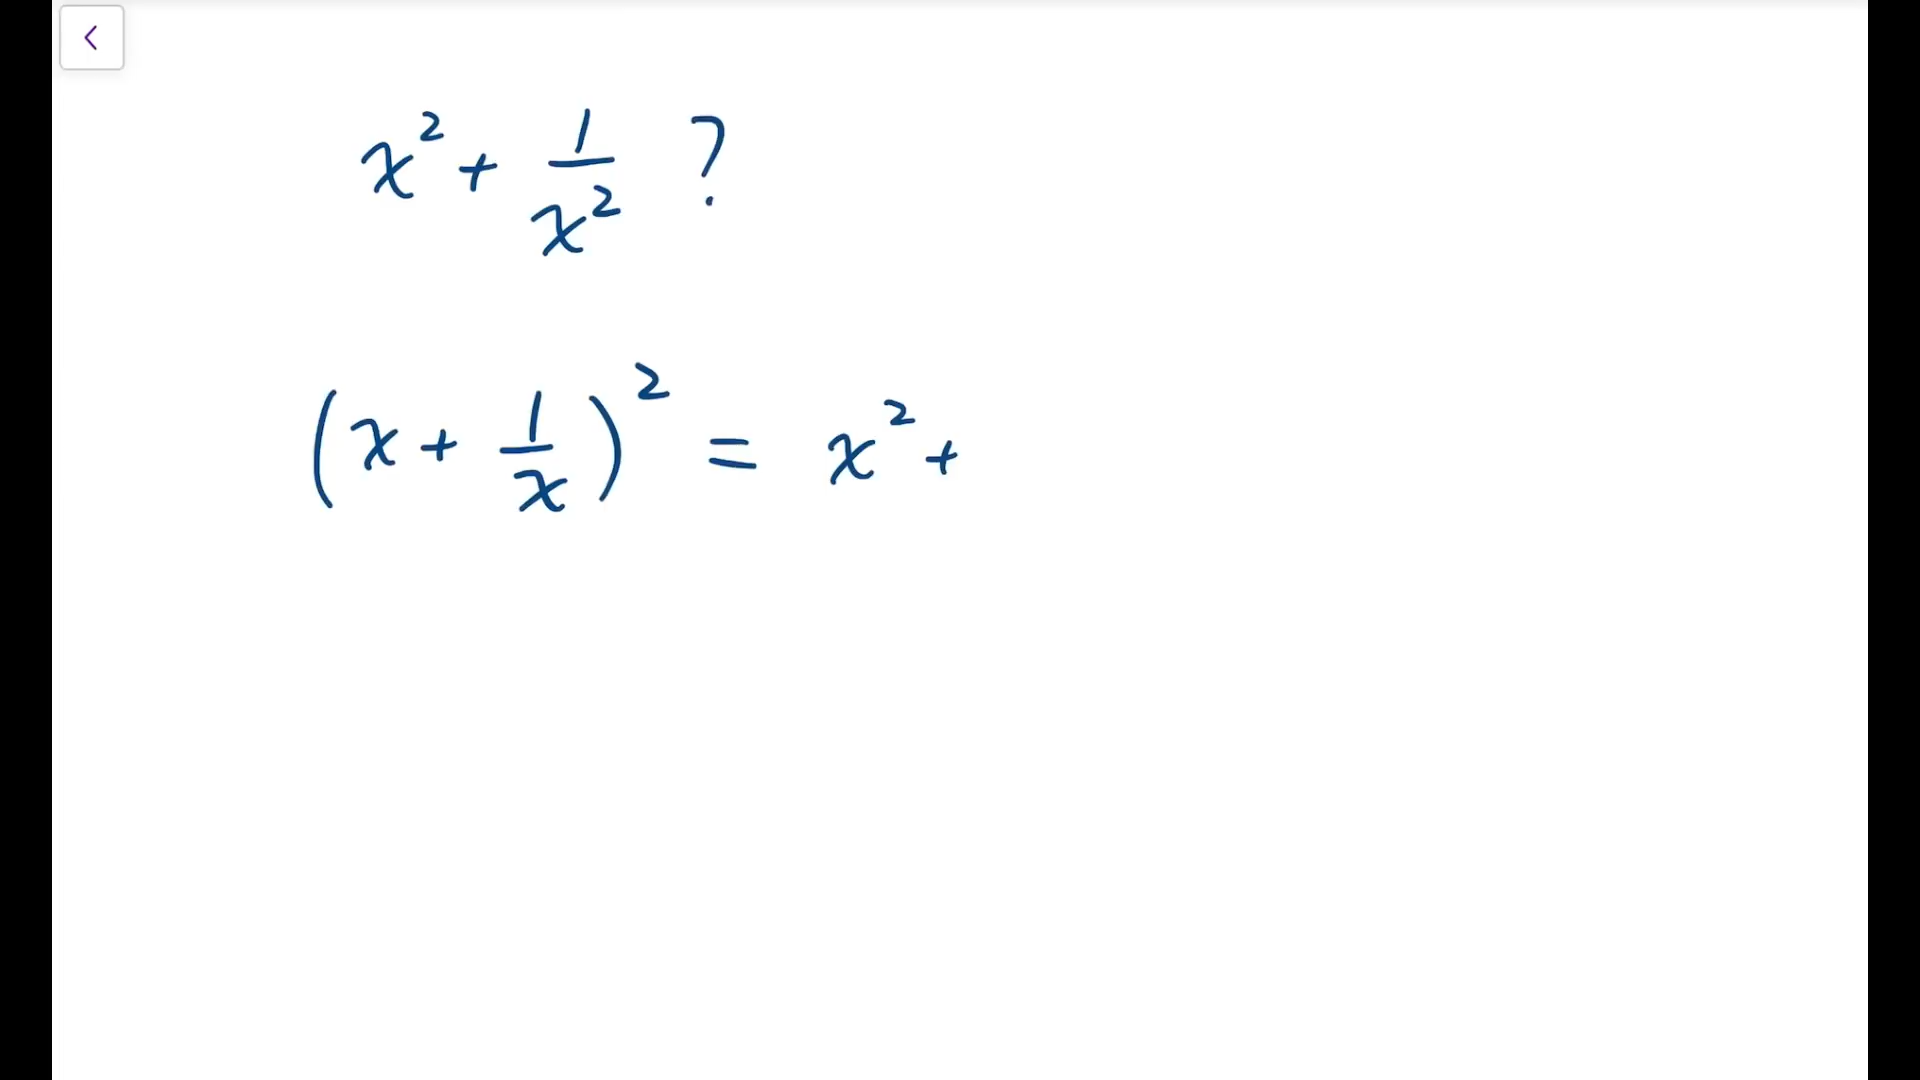 x² + 1/x² ?
(x + 1/x)² = x² +